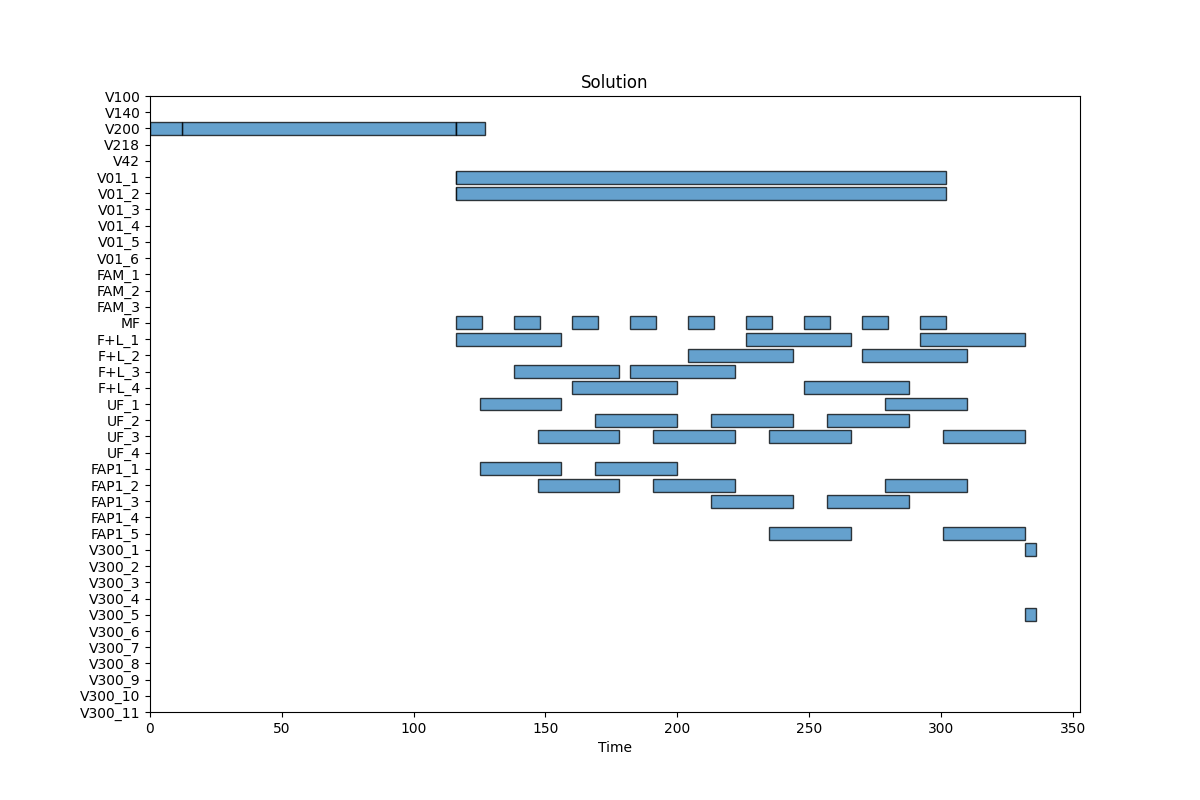 Solution
V100
V140
V200
V218
V42
V01_1
V01_2
V01_3
V01_4
V01_5
V01_6
FAM_1
FAM_2
FAM_3
MF
F+L_1
F+L_2
F+L_3
F+L_4
UF_1
UF_2
UF_3
UF_4
FAP1_1
FAP1_2
FAP1_3
FAP1_4
FAP1_5
V300_1
V300_2
V300_3
V300_4
V300_5
V300_6
V300_7
V300_8
V300_9
V300_10
V300_11
0 50 100 150 200 250 300 350
Time